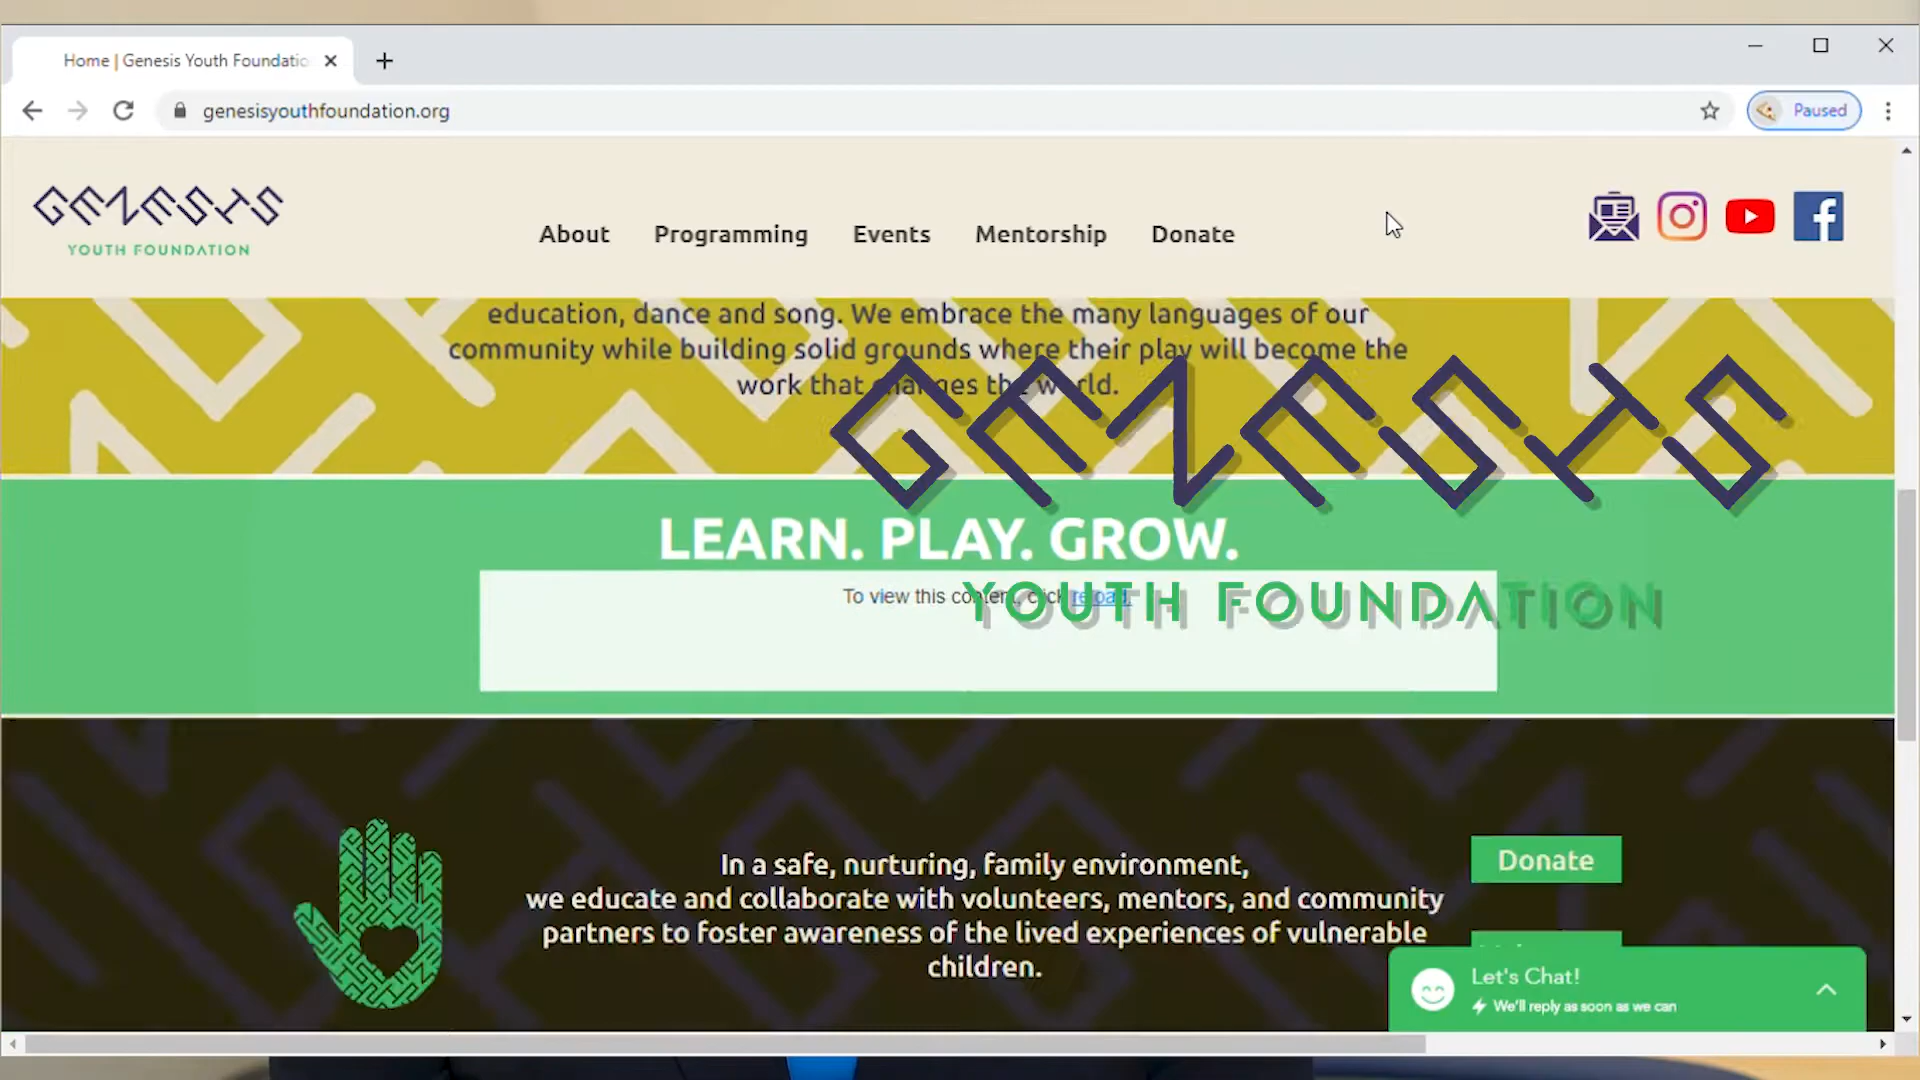 Home | Genesis Youth Foundatio
genesisyouthfoundation.org
Paused
GENESIS
YOUTH FOUNDATION
About
Programming
Events
Mentorship
Donate
education, dance and song. We embrace the many languages of our
community while building solid grounds where their play will become the
work that changes the world.
GENESIS
LEARN. PLAY. GROW.
To view this content, click reload.
YOUTH FOUNDATION
In a safe, nurturing, family environment,
we educate and collaborate with volunteers, mentors, and community
partners to foster awareness of the lived experiences of vulnerable
children.
Donate
Let's Chat!
We'll reply as soon as we can